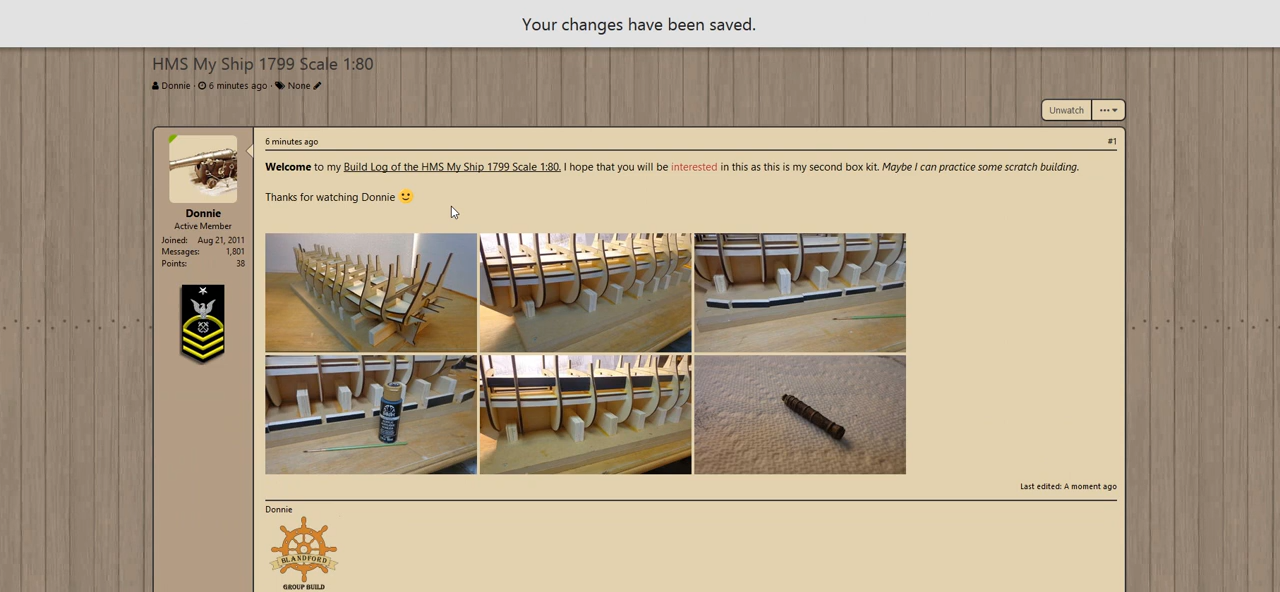 Your changes have been saved.
HMS My Ship 1799 Scale 1:80
Donnie · 6 minutes ago · None
Unwatch ···
6 minutes ago #1
Welcome to my Build Log of the HMS My Ship 1799 Scale 1:80. I hope that you will be interested in this as this is my second box kit. Maybe I can practice some scratch building.
Thanks for watching Donnie
Donnie
Active Member
Joined: Aug 21, 2011
Messages: 1,801
Points: 38
Last edited: A moment ago
Donnie
BLANDFORD
GROUP BUILD